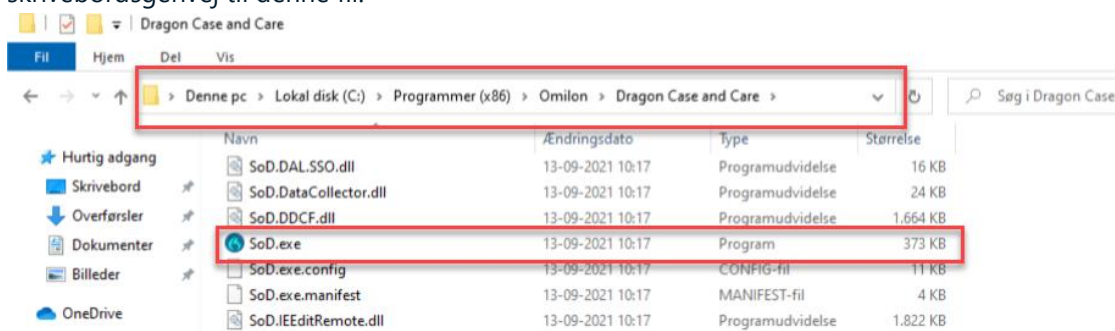 skrivebordsgenvej til denne fil.
Dragon Case and Care
Fil Hjem Del Vis
Denne pc > Lokal disk (C:) > Programmer (x86) > Omilon > Dragon Case and Care > Søg i Dragon Case
Navn Ændringsdato Type Størrelse
Hurtig adgang
SoD.DAL.SSO.dll 13-09-2021 10:17 Programudvidelse 16 KB
Skrivebord
SoD.DataCollector.dll 13-09-2021 10:17 Programudvidelse 24 KB
Overførsler
SoD.DDCF.dll 13-09-2021 10:17 Programudvidelse 1.664 KB
Dokumenter
SoD.exe 13-09-2021 10:17 Program 373 KB
Billeder
SoD.exe.config 13-09-2021 10:17 CONFIG-fil 11 KB
SoD.exe.manifest 13-09-2021 10:17 MANIFEST-fil 4 KB
OneDrive
SoD.IEEditRemote.dll 13-09-2021 10:17 Programudvidelse 1.822 KB